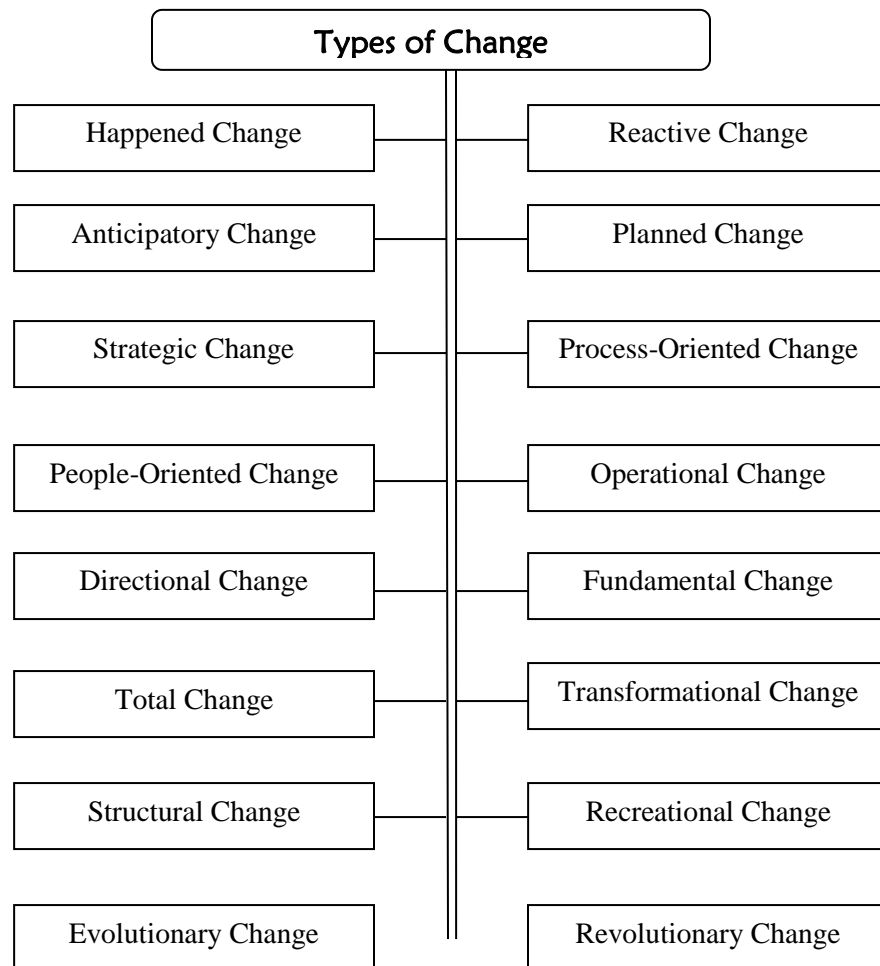 Types of Change
Happened Change
Reactive Change
Anticipatory Change
Planned Change
Strategic Change
Process-Oriented Change
People-Oriented Change
Operational Change
Directional Change
Fundamental Change
Total Change
Transformational Change
Structural Change
Recreational Change
Evolutionary Change
Revolutionary Change